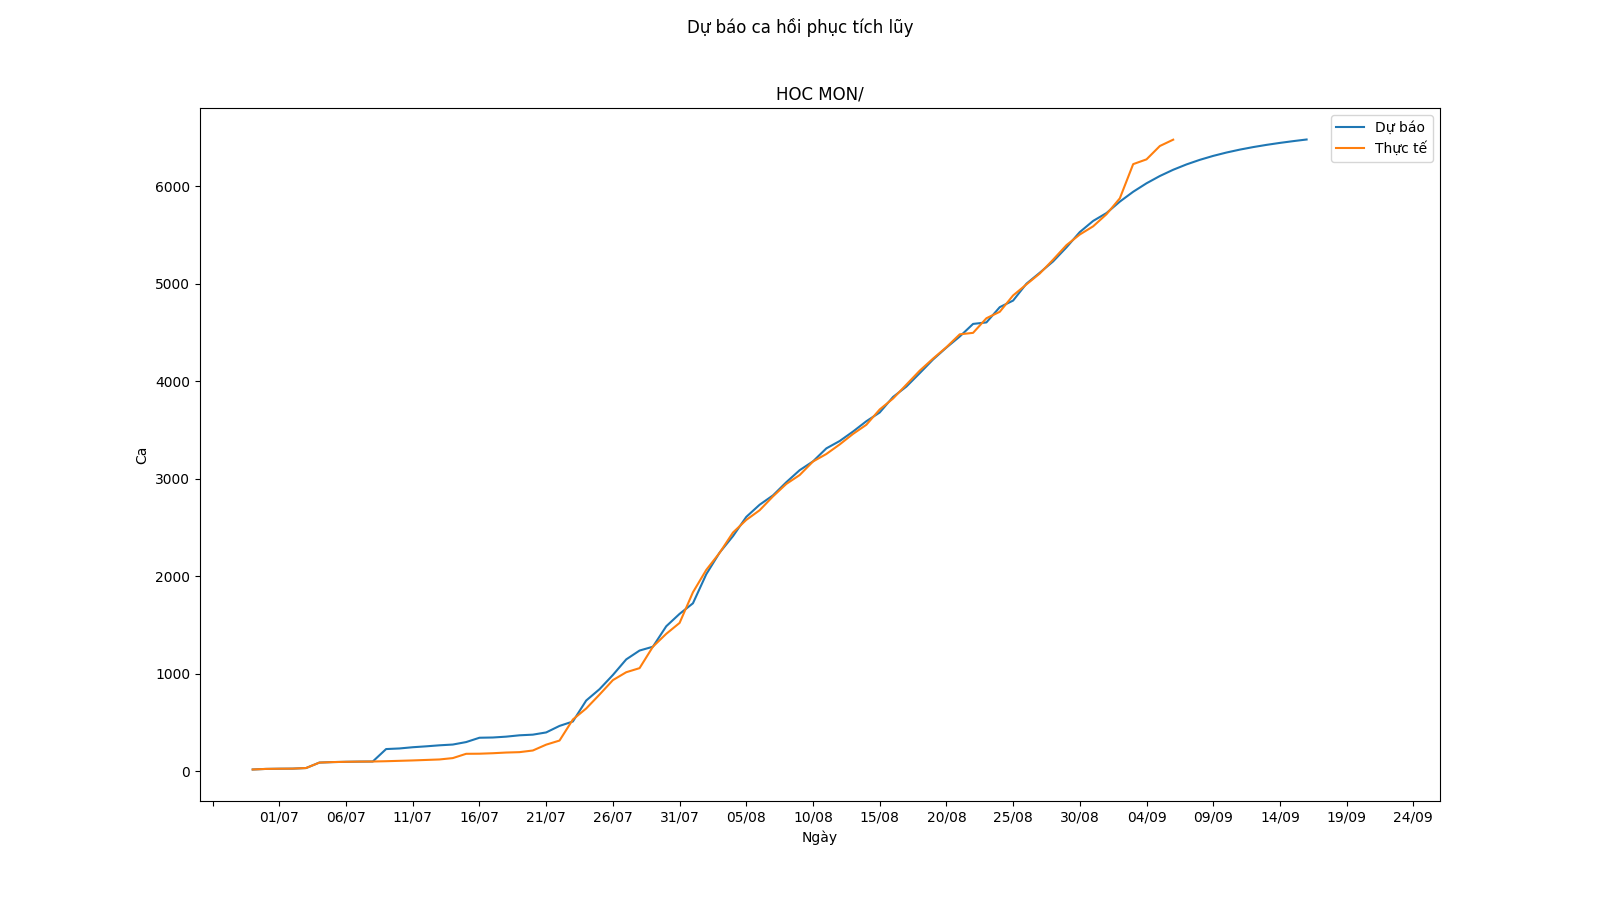 Dự báo ca hồi phục tích lũy
HOC MON/
Dự báo
Thực tế
6000
5000
4000
3000
2000
1000
0
Ca
01/07 06/07 11/07 16/07 21/07 26/07 31/07 05/08 10/08 15/08 20/08 25/08 30/08 04/09 09/09 14/09 19/09 24/09
Ngày